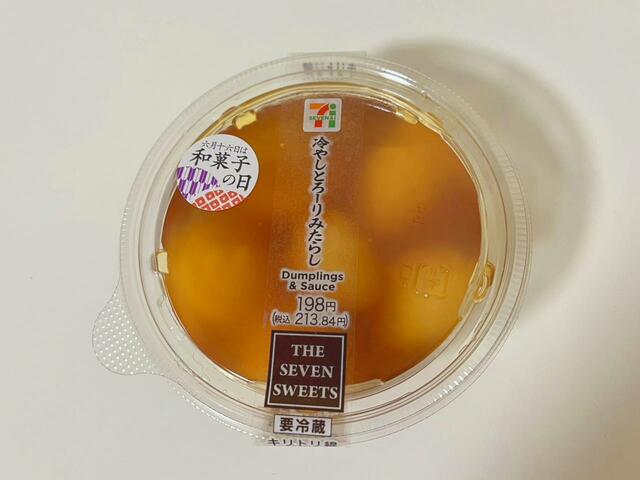 SEVEN&i
六月十六日は
和菓子
の日
冷やしとろーりみたらし
Dumplings
& Sauce
198円
(税込 213.84円)
THE
SEVEN
SWEETS
要冷蔵
キリトリ線